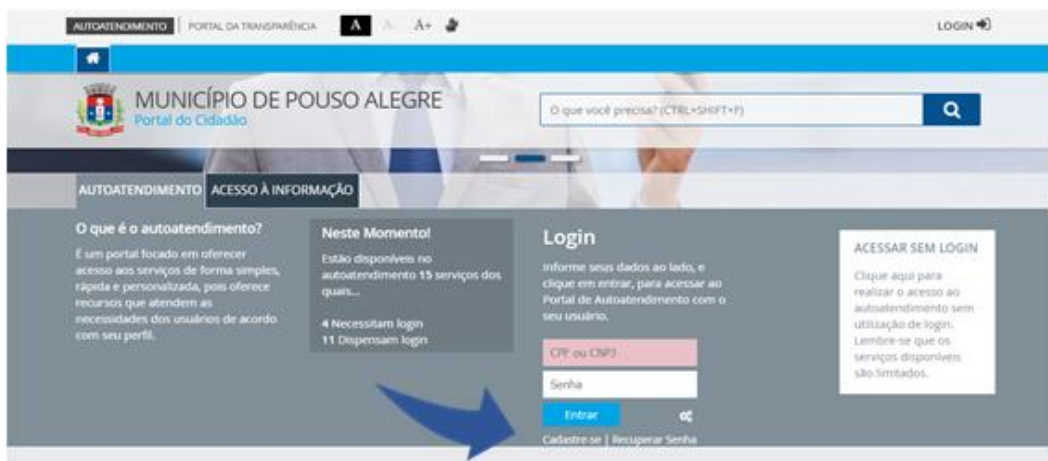 AUTOATENDIMENTO
PORTAL DA TRANSPARÊNCIA
A A- A+
LOGIN
MUNICÍPIO DE POUSO ALEGRE
Portal do Cidadão
O que você precisa? (CTRL+SHIFT+F)
AUTOATENDIMENTO
ACESSO À INFORMAÇÃO
O que é o autoatendimento?
É um portal focado em oferecer
acesso aos serviços de forma simples,
rápida e personalizada, pois oferece
recursos que atendem as
necessidades dos usuários de acordo
com seu perfil.
Neste Momento!
Estão disponíveis no
autoatendimento 15 serviços dos
quais...
4 Necessitam login
11 Dispensam login
Login
Informe seus dados ao lado, e
clique em entrar, para acessar ao
Portal de Autoatendimento com o
seu usuário.
CPF ou CNPJ
Senha
Entrar
Cadastre-se | Recuperar Senha
ACESSAR SEM LOGIN
Clique aqui para
realizar o acesso ao
autoatendimento sem
utilização de login.
Lembre-se que os
serviços disponíveis
são limitados.